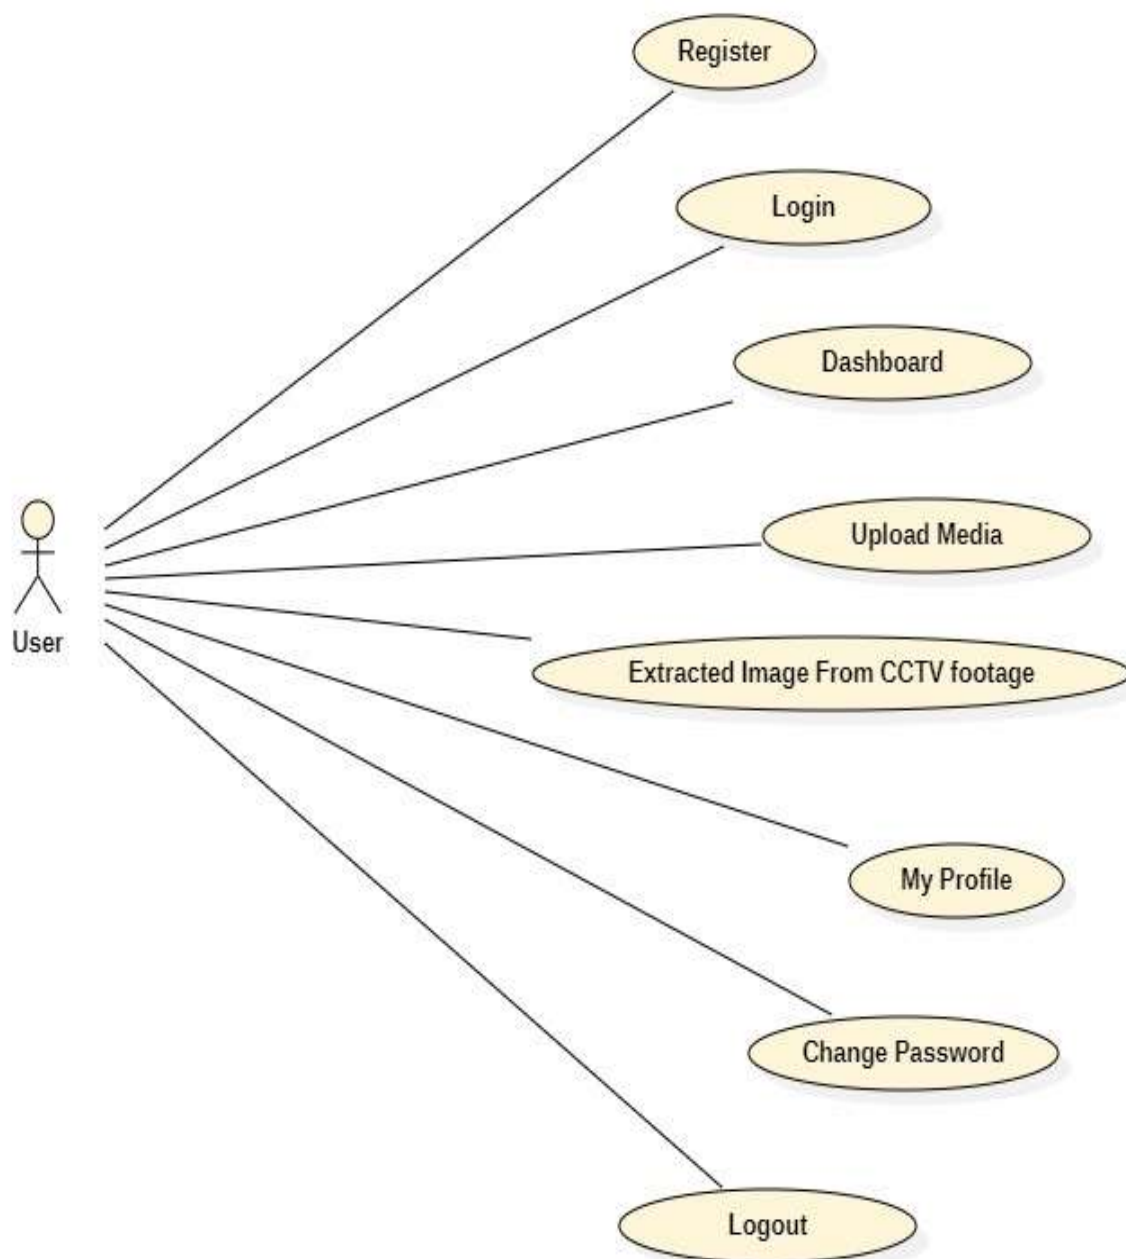 Register
Login
Dashboard
Upload Media
User
Extracted Image From CCTV footage
My Profile
Change Password
Logout